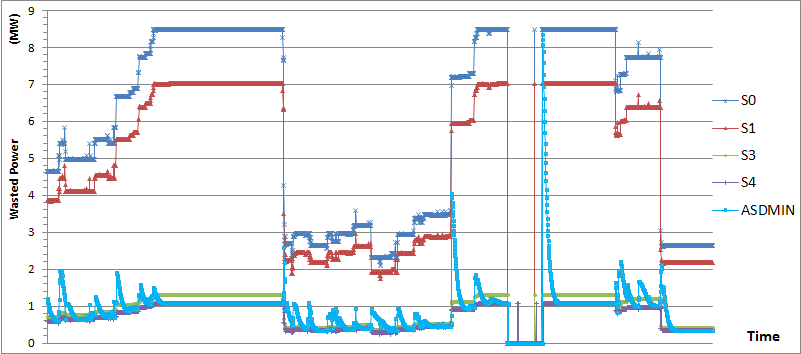 (MW)
9
8
7
6
5
4
3
2
1
0
Wasted Power
S0
S1
S3
S4
ASDMIN
Time